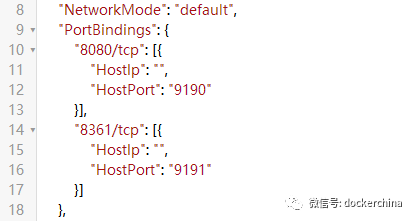 8 "NetworkMode": "default",
9 "PortBindings": {
10 "8080/tcp": [{
11 "HostIp": "",
12 "HostPort": "9190"
13 }],
14 "8361/tcp": [{
15 "HostIp": "",
16 "HostPort": "9191"
17 }]
18 },
微信号: dockerchina